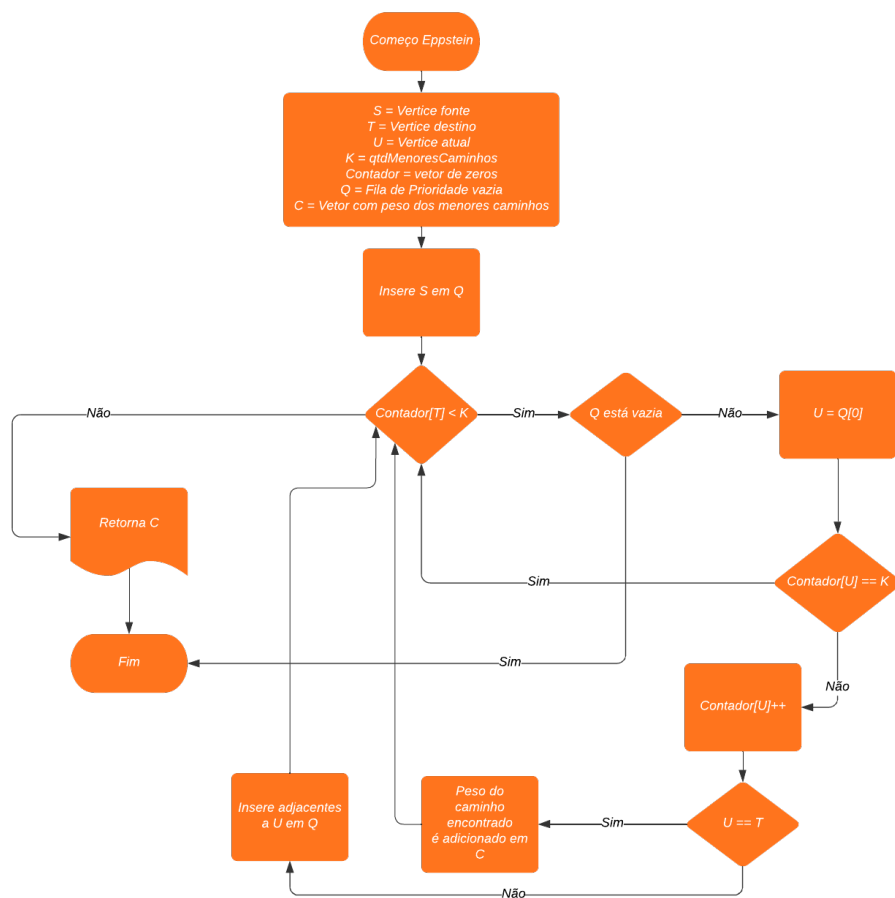 Começo Eppstein
S = Vertice fonte
T = Vertice destino
U = Vertice atual
K = qtdMenoresCaminhos
Contador = vetor de zeros
Q = Fila de Prioridade vazia
C = Vetor com peso dos menores caminhos
Insere S em Q
Não
Contador[T] < K
Sim
Q está vazia
Não
U = Q[0]
Retorna C
Sim
Contador[U] == K
Fim
Sim
Não
Contador[U]++
Insere adjacentes
a U em Q
Peso do
caminho
encontrado
é adicionado em
C
Sim
U == T
Não